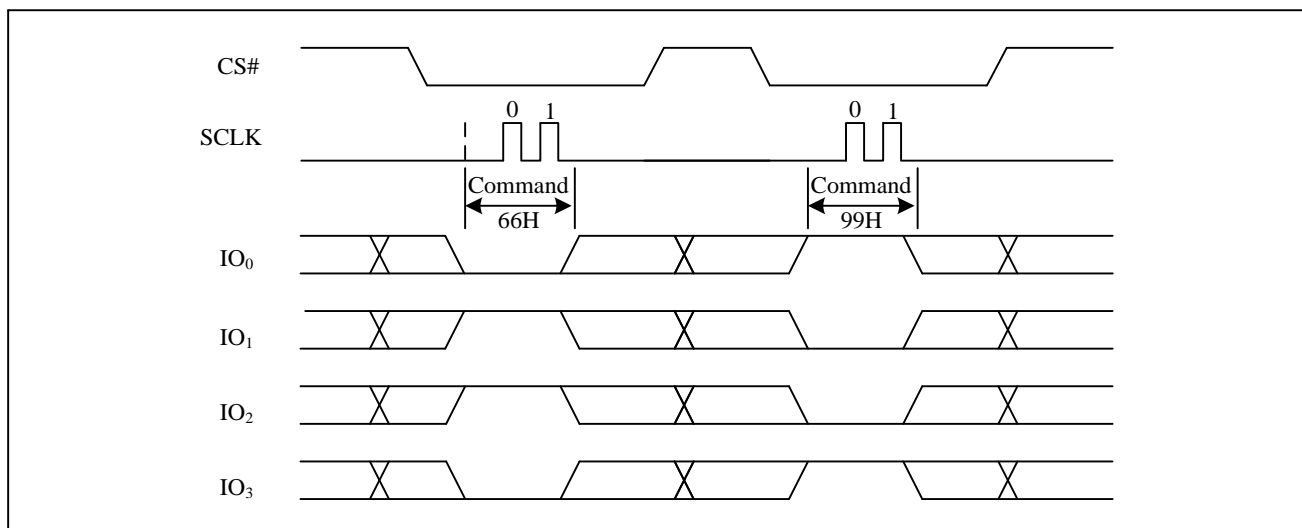 CS#
0 1 0 1
SCLK
Command Command
66H 99H
IO₀
IO₁
IO₂
IO₃